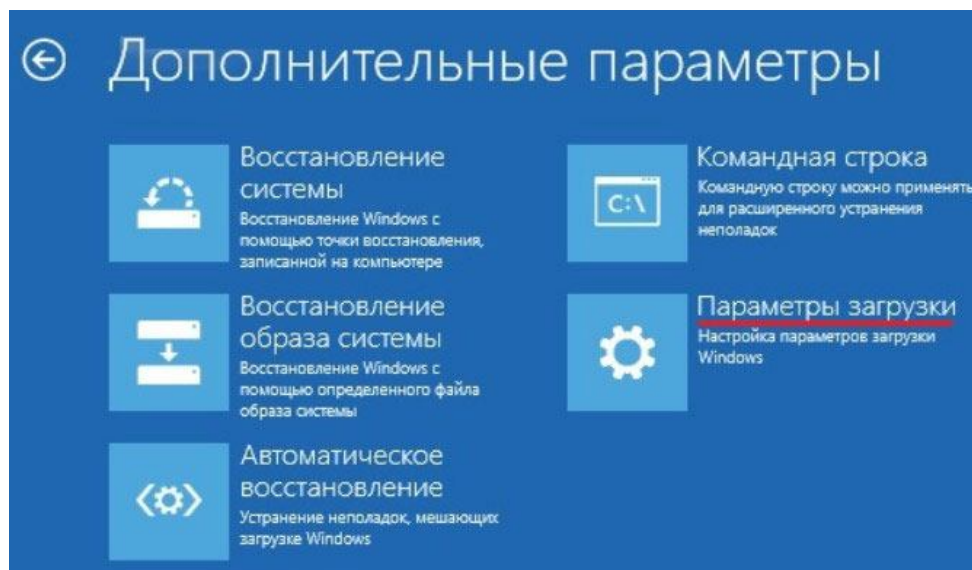 Дополнительные параметры
Восстановление
системы
Восстановление Windows с
помощью точки восстановления,
записанной на компьютере
Восстановление
образа системы
Восстановление Windows с
помощью определенного файла
образа системы
Автоматическое
восстановление
Устранение неполадок, мешающих
загрузке Windows
C:\
Командная строка
Командную строку можно применять
для расширенного устранения
неполадок
Параметры загрузки
Настройка параметров загрузки
Windows